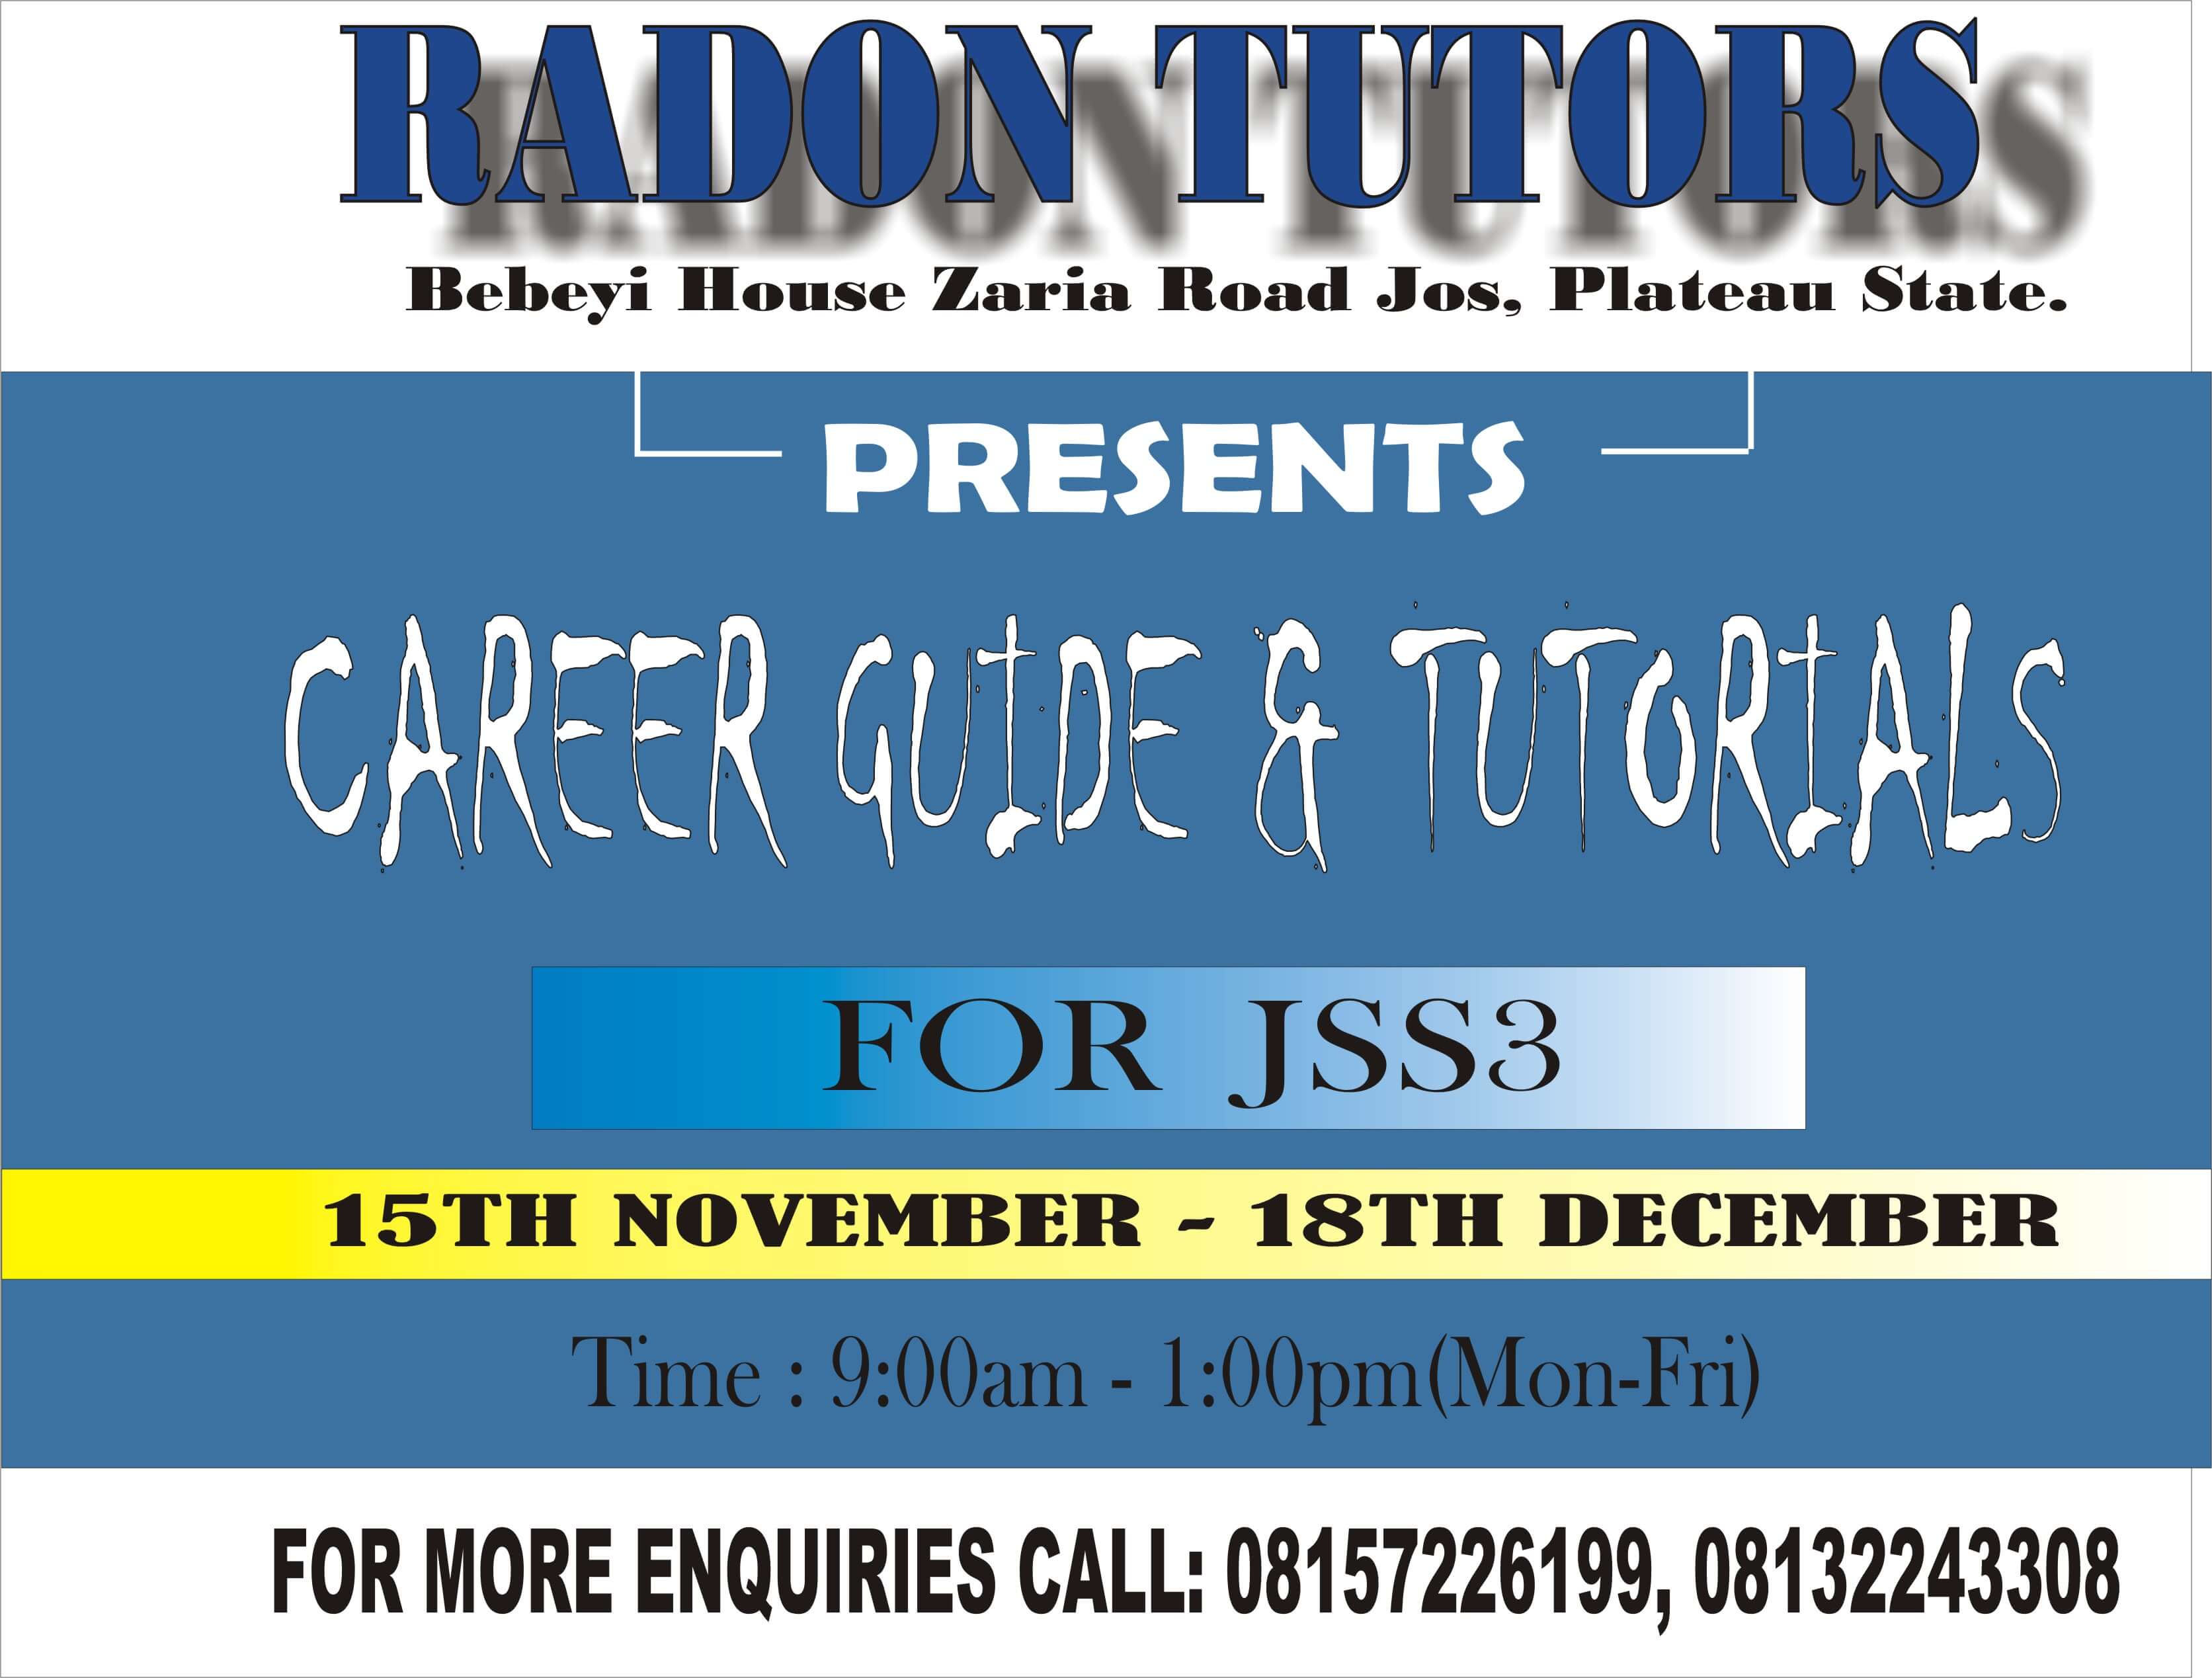 RADON TUTORS
Bebeyi House Zaria Road Jos, Plateau State.
PRESENTS
CAREER GUIDE & TUTORIALS
FOR JSS3
15TH NOVEMBER - 18TH DECEMBER
Time : 9:00am - 1:00pm(Mon-Fri)
FOR MORE ENQUIRIES CALL: 08157226199, 08132243308